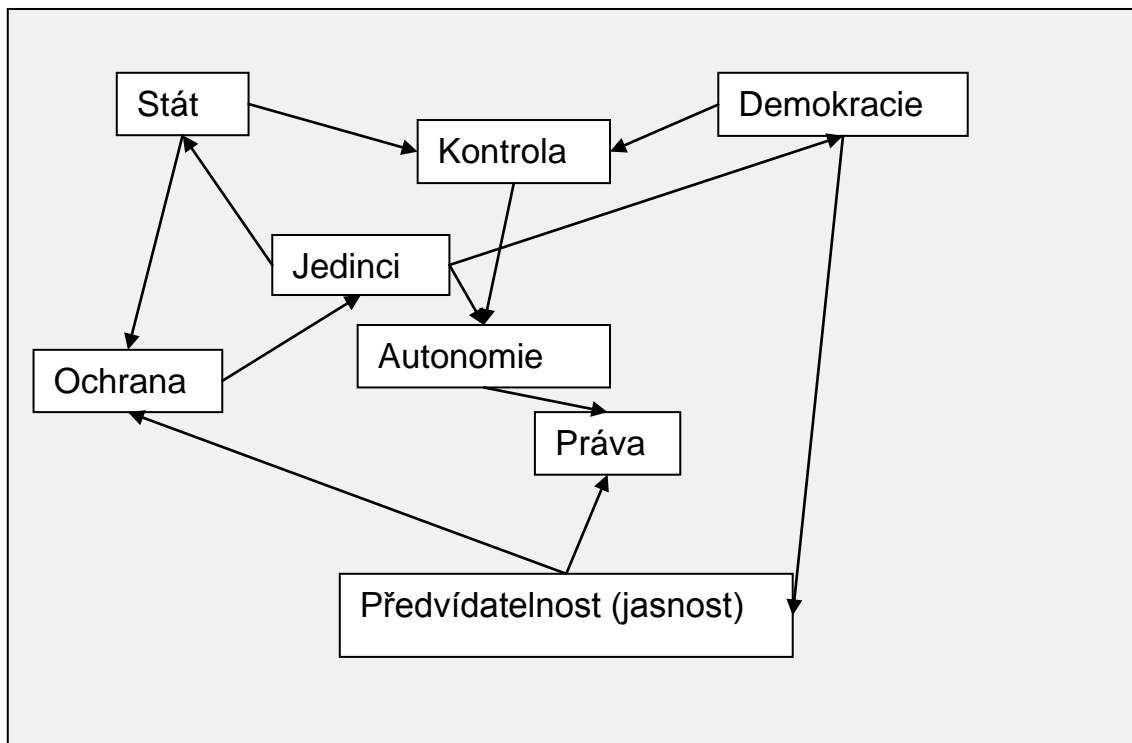 Stát
Demokracie
Kontrola
Jedinci
Autonomie
Ochrana
Práva
Předvídatelnost (jasnost)